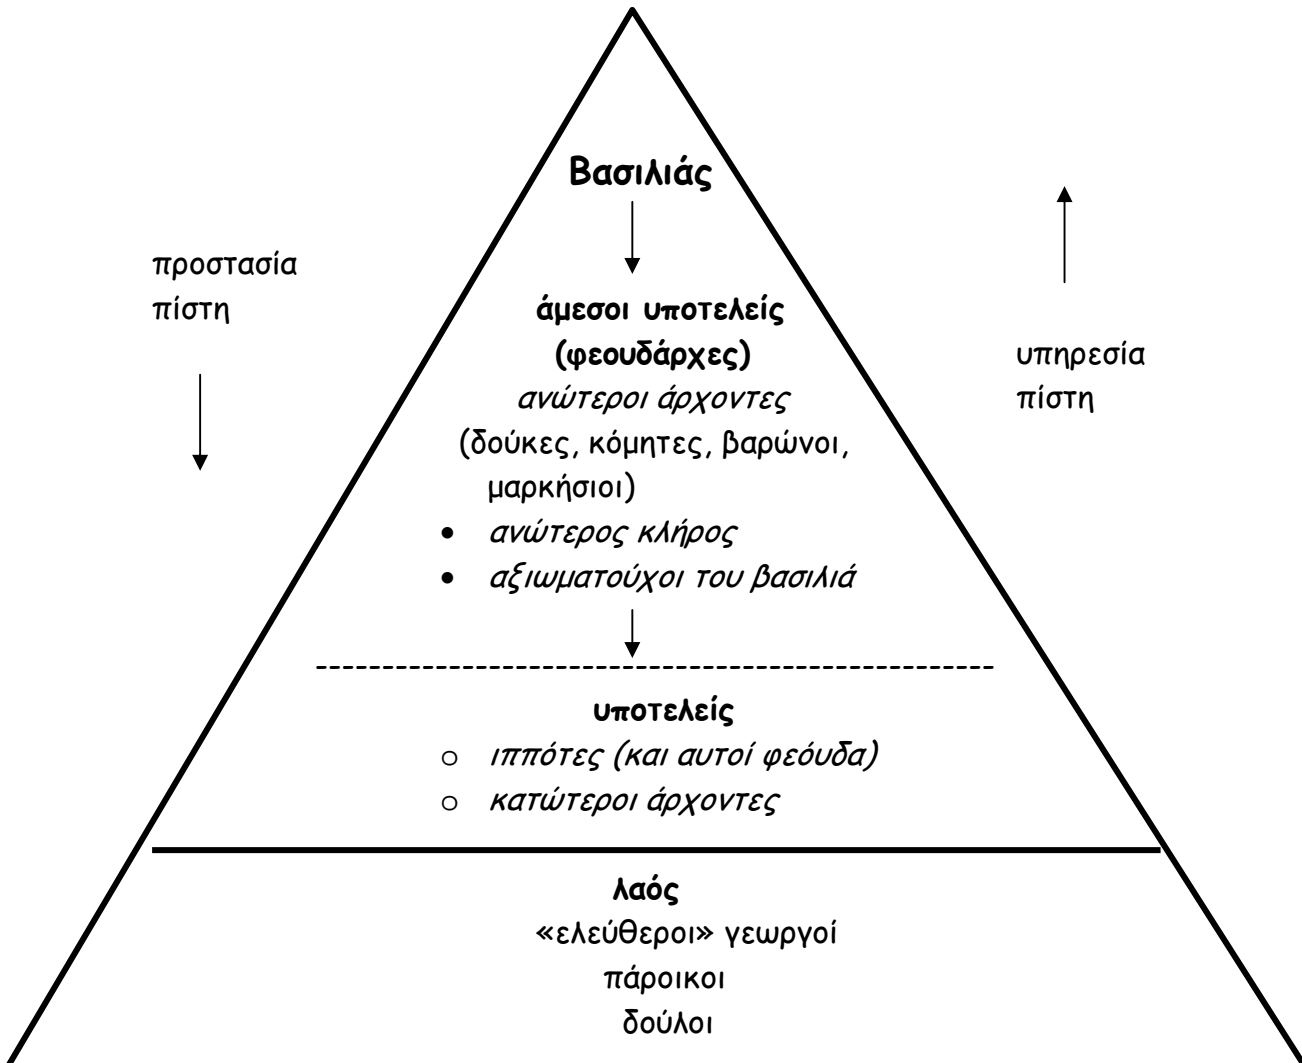 Βασιλιάς
προστασία
πίστη
άμεσοι υποτελείς
(φεουδάρχες)
υπηρεσία
πίστη
ανώτεροι άρχοντες
(δούκες, κόμητες, βαρώνοι,
μαρκήσιοι)
• ανώτερος κλήρος
• αξιωματούχοι του βασιλιά
υποτελείς
o ιππότες (και αυτοί φεόυδα)
o κατώτεροι άρχοντες
λαός
«ελεύθεροι» γεωργοί
πάροικοι
δούλοι